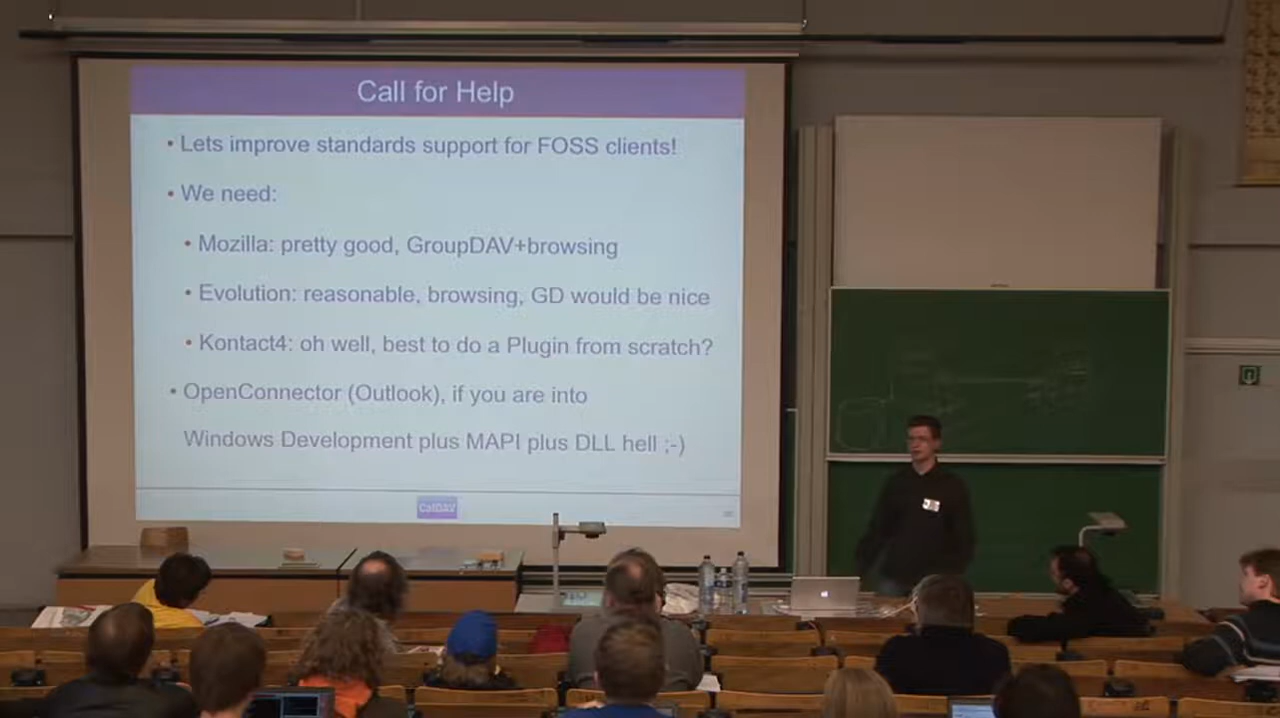 Call for Help
• Lets improve standards support for FOSS clients!
• We need:
• Mozilla: pretty good, GroupDAV+browsing
• Evolution: reasonable, browsing, GD would be nice
• Kontact4: oh well, best to do a Plugin from scratch?
• OpenConnector (Outlook), if you are into
Windows Development plus MAPI plus DLL hell ;-)
CalDAV